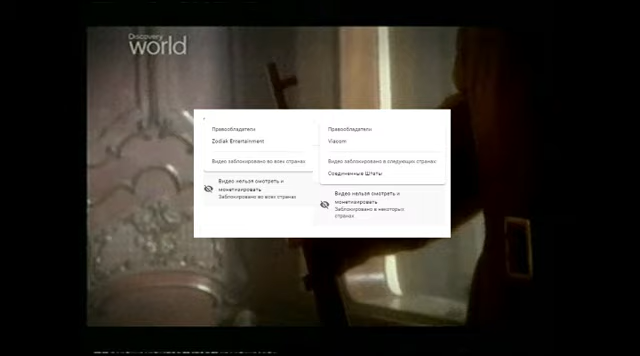 Discovery
world
Правообладатели
Zodiak Entertainment
Видео заблокировано во всех странах
Видео нельзя смотреть и
монетизировать
Заблокировано во всех странах
Правообладатели
Viacom
Видео заблокировано в следующих странах
Соединенные Штаты
Видео нельзя смотреть и
монетизировать
Заблокировано в некоторых
странах